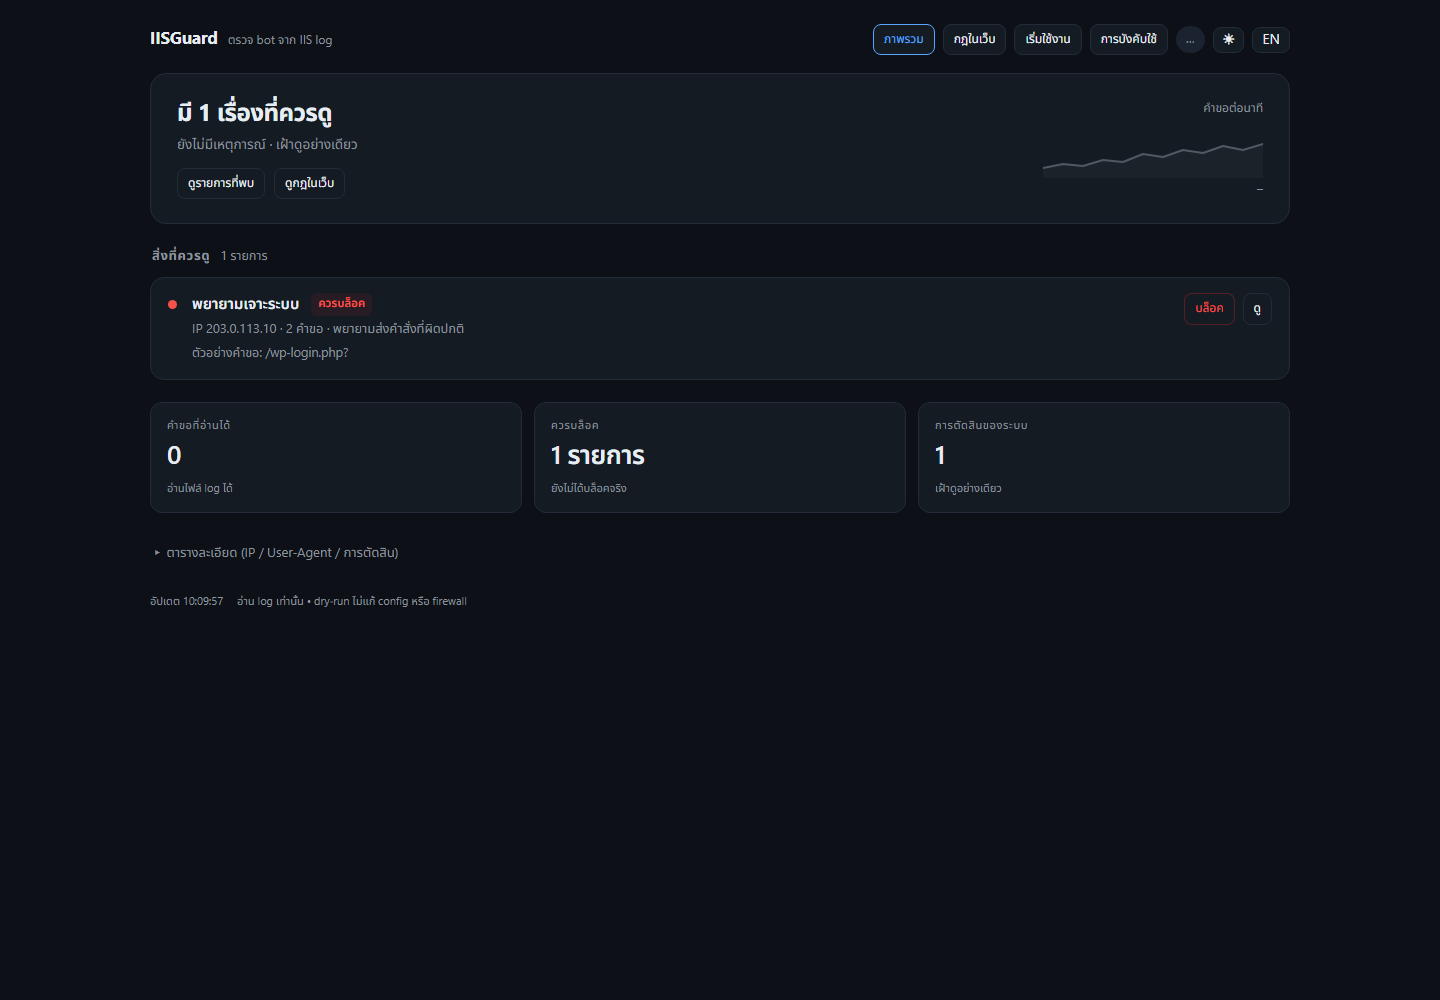 IISGuard ตรวจ bot จาก IIS log
ภาพรวม กฎในเว็บ เริ่มใช้งาน การบังคับใช้ ... ☀ EN
มี 1 เรื่องที่ควรดู
ยังไม่มีเหตุการณ์ · เฝ้าดูอย่างเดียว
ดูรายการที่พบ ดูกฎในเว็บ
คำขอต่อนาที
–
สิ่งที่ควรดู 1 รายการ
พยายามเจาะระบบ ควรบล็อค
IP 203.0.113.10 · 2 คำขอ · พยายามส่งคำสั่งที่ผิดปกติ
ตัวอย่างคำขอ: /wp-login.php?
บล็อค ดู
คำขอที่อ่านได้
0
อ่านไฟล์ log ได้
ควรบล็อค
1 รายการ
ยังไม่ได้บล็อคจริง
การตัดสินของระบบ
1
เฝ้าดูอย่างเดียว
▸ ตารางละเอียด (IP / User-Agent / การตัดสิน)
อัปเดต 10:09:57 อ่าน log เท่านั้น • dry-run ไม่แก้ config หรือ firewall